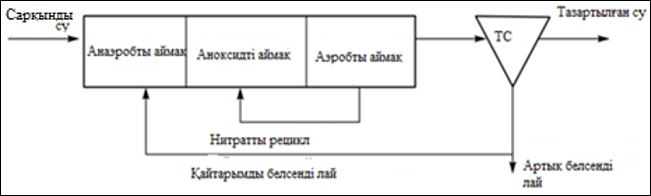 Сарқынды
су
Тазартылған су
Анаэробты аймақ
Аноксидті аймақ
Аэробты аймақ
ТС
Нитратты рецикл
Қайтарымды белсенді лай
Артық белсенді
лай